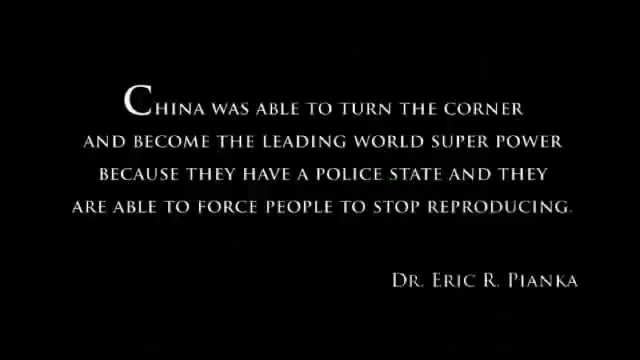 China was able to turn the corner
and become the leading world super power
because they have a police state and they
are able to force people to stop reproducing.
Dr. Eric R. Pianka